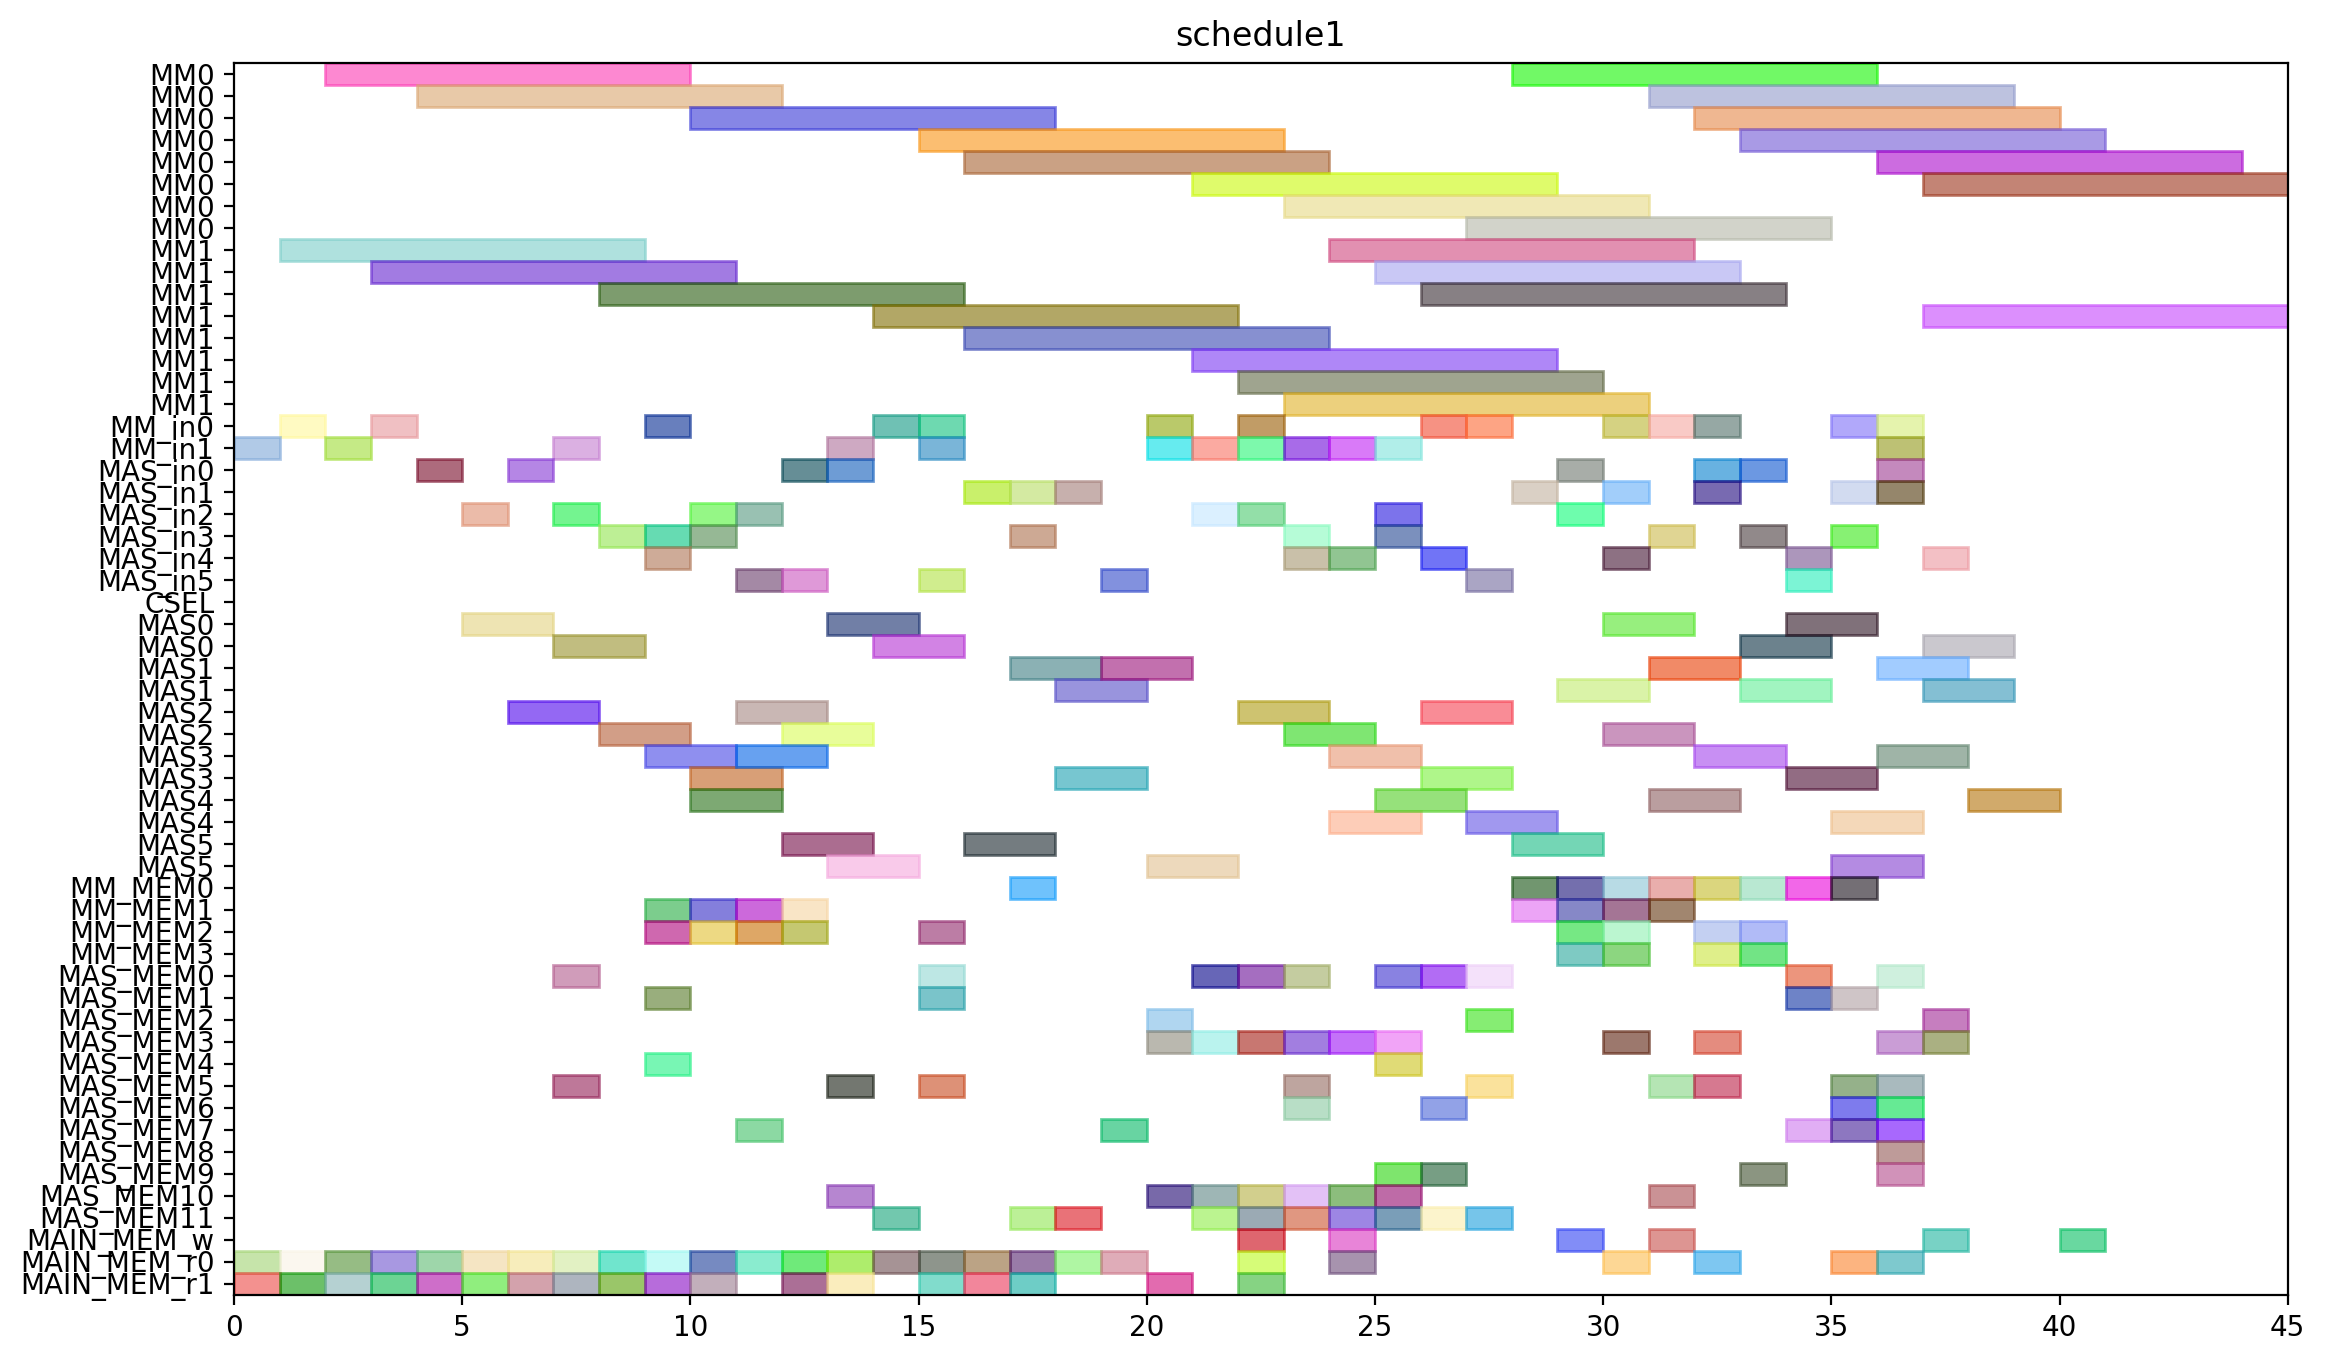 schedule1
MM0
MM0
MM0
MM0
MM0
MM0
MM0
MM0
MM1
MM1
MM1
MM1
MM1
MM1
MM1
MM1
MM_in0
MM_in1
MAS_in0
MAS_in1
MAS_in2
MAS_in3
MAS_in4
MAS_in5
CSEL
MAS0
MAS0
MAS1
MAS1
MAS2
MAS2
MAS3
MAS3
MAS4
MAS4
MAS5
MAS5
MM_MEM0
MM_MEM1
MM_MEM2
MM_MEM3
MAS_MEM0
MAS_MEM1
MAS_MEM2
MAS_MEM3
MAS_MEM4
MAS_MEM5
MAS_MEM6
MAS_MEM7
MAS_MEM8
MAS_MEM9
MAS_MEM10
MAS_MEM11
MAIN_MEM_w
MAIN_MEM_r0
MAIN_MEM_r1
0 5 10 15 20 25 30 35 40 45